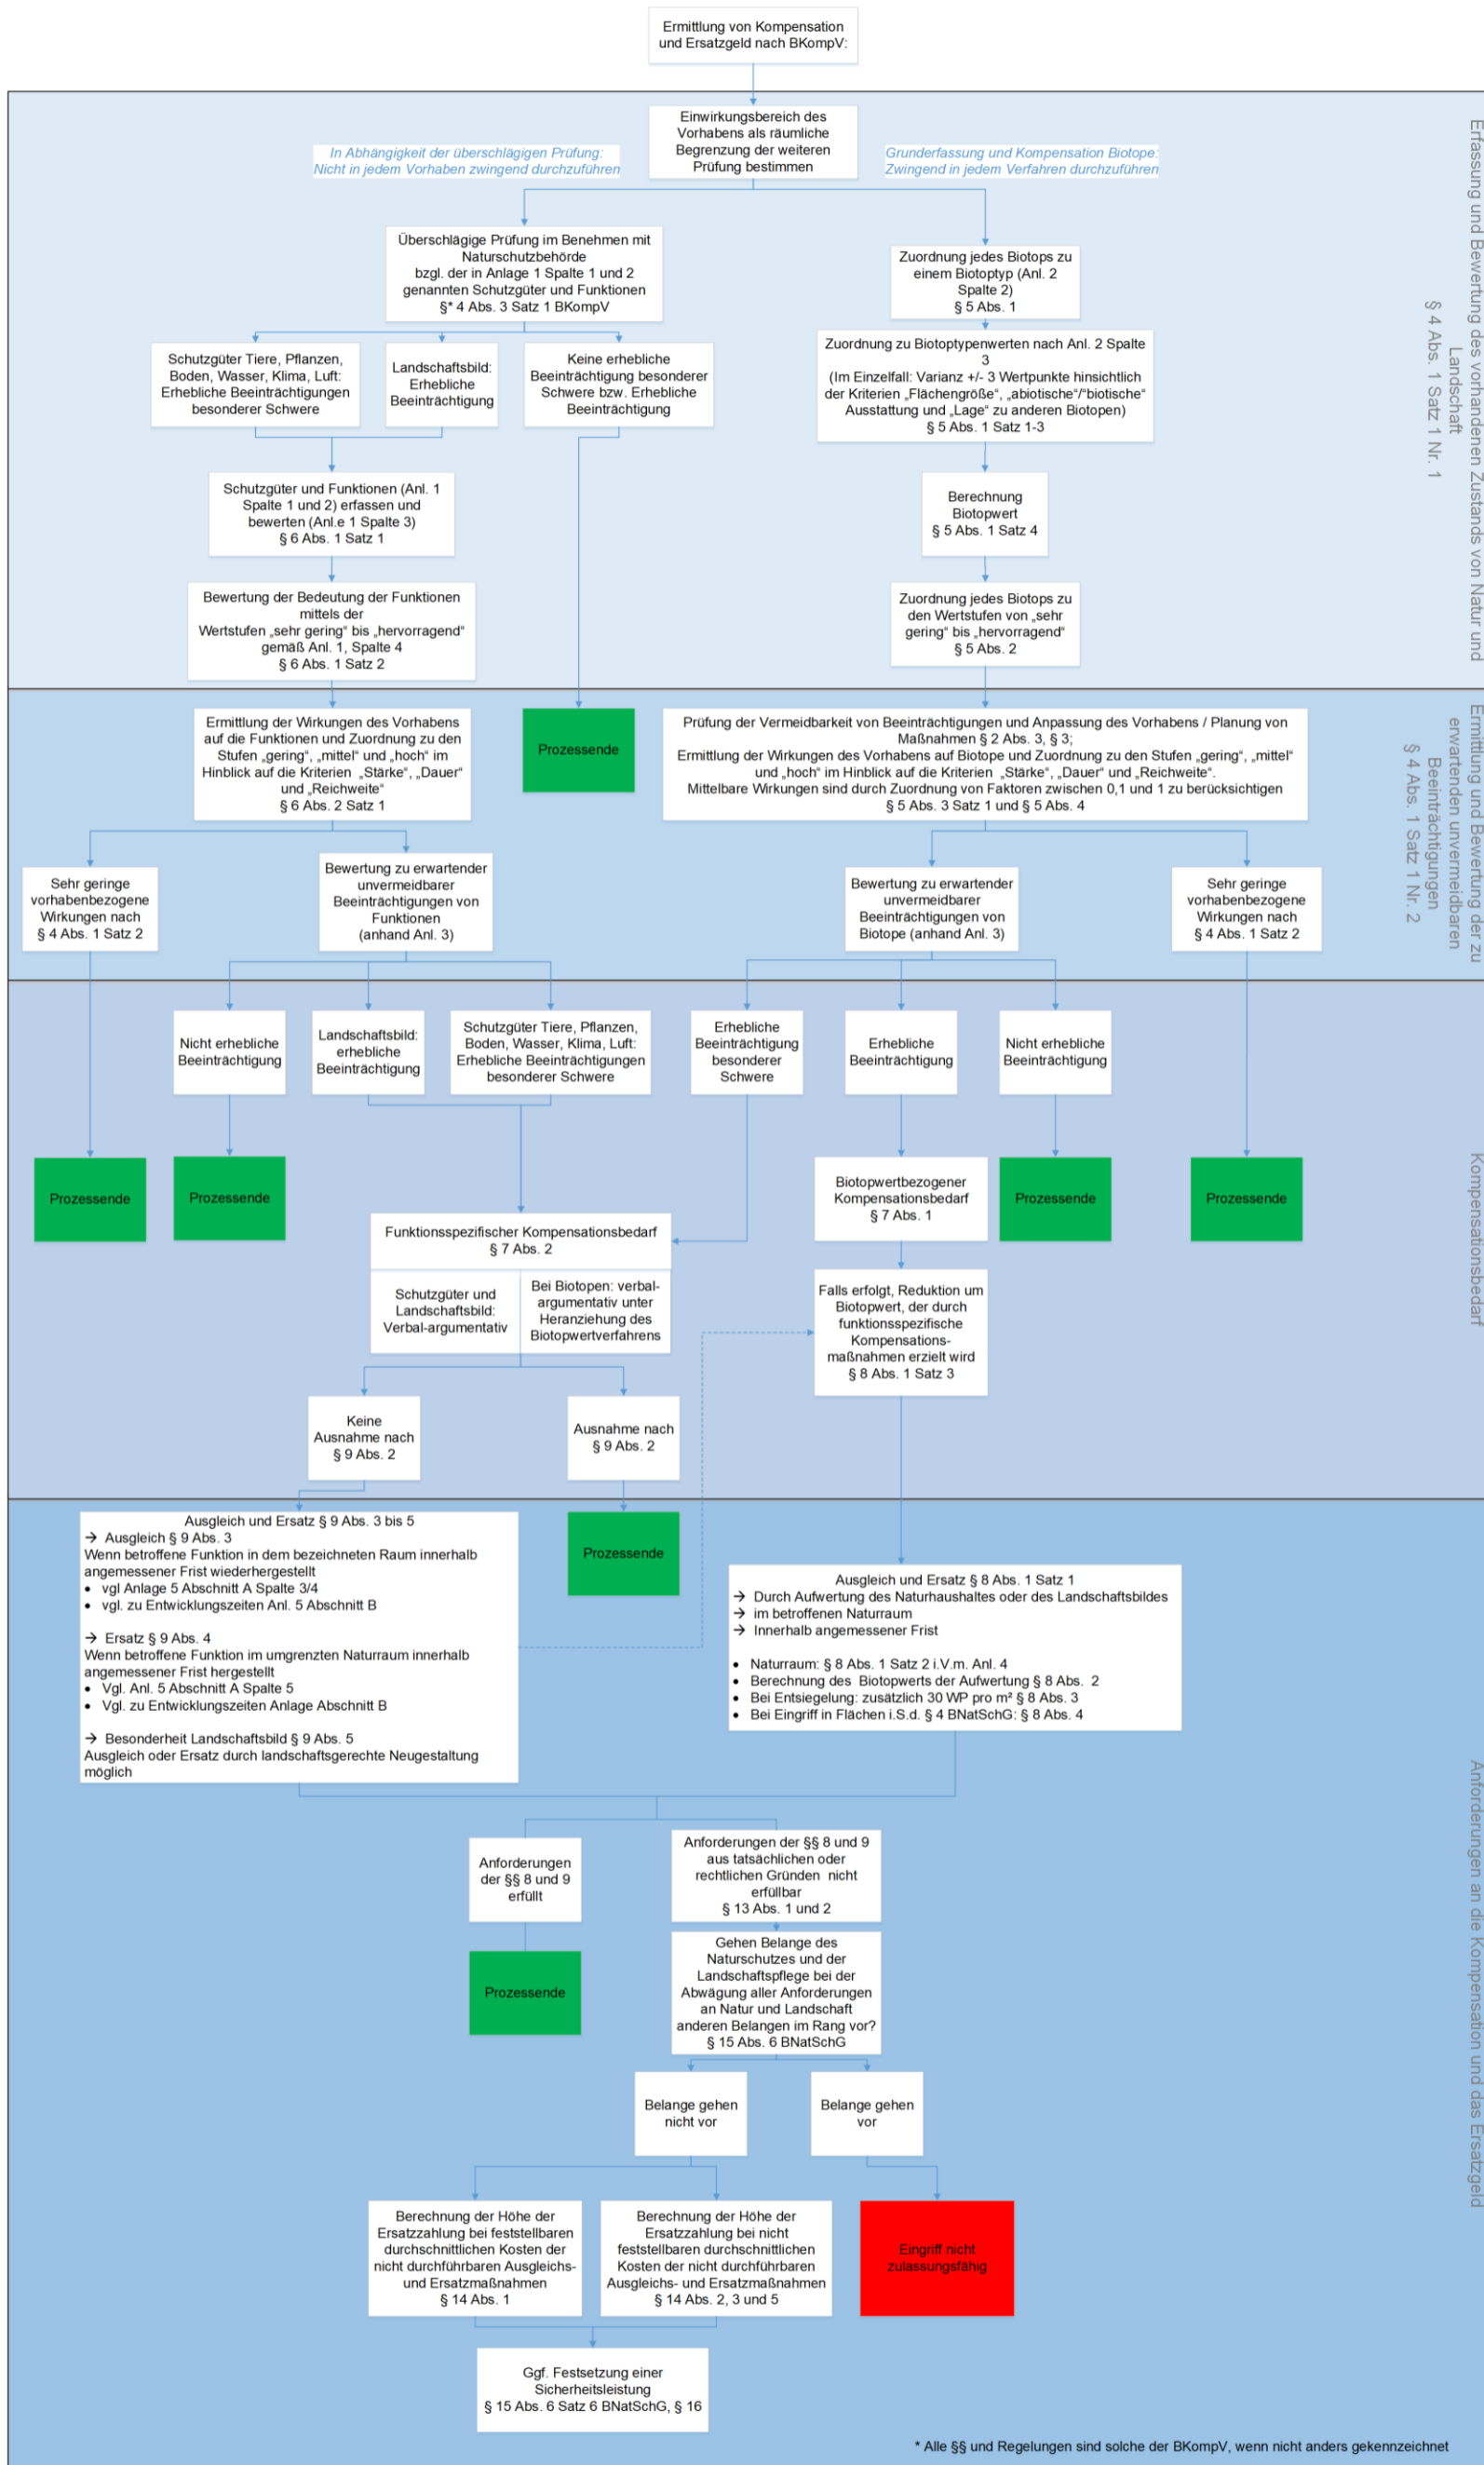 Ermittlung von Kompensation
und Ersatzgeld nach BKompV:
Erfassung und Bewertung des vorhandenen Zustands von Natur und
Landschaft
§ 4 Abs. 1 Satz 1 Nr. 1
Einwirkungsbereich des
Vorhabens als räumliche
Begrenzung der weiteren
Prüfung bestimmen
In Abhängigkeit der überschlägigen Prüfung:
Nicht in jedem Vorhaben zwingend durchzuführen
Grunderfassung und Kompensation Biotope:
Zwingend in jedem Verfahren durchzuführen
Überschlägige Prüfung im Benehmen mit
Naturschutzbehörde
bzgl. der in Anlage 1 Spalte 1 und 2
genannten Schutzgüter und Funktionen
§* 4 Abs. 3 Satz 1 BKompV
Zuordnung jedes Biotops zu
einem Biotoptyp (Anl. 2
Spalte 2)
§ 5 Abs. 1
Schutzgüter Tiere, Pflanzen,
Boden, Wasser, Klima, Luft:
Erhebliche Beeinträchtigungen
besonderer Schwere
Landschaftsbild:
Erhebliche
Beeinträchtigung
Keine erhebliche
Beeinträchtigung besonderer
Schwere bzw. Erhebliche
Beeinträchtigung
Zuordnung zu Biotoptypenwerten nach Anl. 2 Spalte
3
(Im Einzelfall: Varianz +/- 3 Wertpunkte hinsichtlich
der Kriterien „Flächengröße“, „abiotische“/“biotische“
Ausstattung und „Lage“ zu anderen Biotopen)
§ 5 Abs. 1 Satz 1-3
Schutzgüter und Funktionen (Anl. 1
Spalte 1 und 2) erfassen und
bewerten (Anl.e 1 Spalte 3)
§ 6 Abs. 1 Satz 1
Berechnung
Biotopwert
§ 5 Abs. 1 Satz 4
Bewertung der Bedeutung der Funktionen
mittels der
Wertstufen „sehr gering“ bis „hervorragend“
gemäß Anl. 1, Spalte 4
§ 6 Abs. 1 Satz 2
Zuordnung jedes Biotops zu
den Wertstufen von „sehr
gering“ bis „hervorragend“
§ 5 Abs. 2
Ermittlung und Bewertung der zu
erwartenden unvermeidbaren
Beeinträchtigungen
§ 4 Abs. 1 Satz 1 Nr. 2
Ermittlung der Wirkungen des Vorhabens
auf die Funktionen und Zuordnung zu den
Stufen „gering“, „mittel“ und „hoch“ im
Hinblick auf die Kriterien „Stärke“, „Dauer“
und „Reichweite“
§ 6 Abs. 2 Satz 1
Prozessende
Prüfung der Vermeidbarkeit von Beeinträchtigungen und Anpassung des Vorhabens / Planung von
Maßnahmen § 2 Abs. 3, § 3;
Ermittlung der Wirkungen des Vorhabens auf Biotope und Zuordnung zu den Stufen „gering“, „mittel“
und „hoch“ im Hinblick auf die Kriterien „Stärke“, „Dauer“ und „Reichweite“.
Mittelbare Wirkungen sind durch Zuordnung von Faktoren zwischen 0,1 und 1 zu berücksichtigen
§ 5 Abs. 3 Satz 1 und § 5 Abs. 4
Sehr geringe
vorhabenbezogene
Wirkungen nach
§ 4 Abs. 1 Satz 2
Bewertung zu erwartender
unvermeidbarer
Beeinträchtigungen von
Funktionen
(anhand Anl. 3)
Bewertung zu erwartender
unvermeidbarer
Beeinträchtigungen von
Biotope (anhand Anl. 3)
Sehr geringe
vorhabenbezogene
Wirkungen nach
§ 4 Abs. 1 Satz 2
Kompensationsbedarf
Nicht erhebliche
Beeinträchtigung
Landschaftsbild:
erhebliche
Beeinträchtigung
Schutzgüter Tiere, Pflanzen,
Boden, Wasser, Klima, Luft:
Erhebliche Beeinträchtigungen
besonderer Schwere
Erhebliche
Beeinträchtigung
besonderer
Schwere
Erhebliche
Beeinträchtigung
Nicht erhebliche
Beeinträchtigung
Prozessende
Prozessende
Biotopwertbezogener
Kompensationsbedarf
§ 7 Abs. 1
Prozessende
Prozessende
Funktionsspezifischer Kompensationsbedarf
§ 7 Abs. 2
Schutzgüter und
Landschaftsbild:
Verbal-argumentativ
Bei Biotopen: verbal-
argumentativ unter
Heranziehung des
Biotopwertverfahrens
Falls erfolgt, Reduktion um
Biotopwert, der durch
funktionsspezifische
Kompensations-
maßnahmen erzielt wird
§ 8 Abs. 1 Satz 3
Keine
Ausnahme nach
§ 9 Abs. 2
Ausnahme nach
§ 9 Abs. 2
Anforderungen an die Kompensation und das Ersatzgeld
Ausgleich und Ersatz § 9 Abs. 3 bis 5
→ Ausgleich § 9 Abs. 3
Wenn betroffene Funktion in dem bezeichneten Raum innerhalb
angemessener Frist wiederhergestellt
• vgl Anlage 5 Abschnitt A Spalte 3/4
• vgl. zu Entwicklungszeiten Anl. 5 Abschnitt B
→ Ersatz § 9 Abs. 4
Wenn betroffene Funktion im umgrenzten Naturraum innerhalb
angemessener Frist hergestellt
• Vgl. Anl. 5 Abschnitt A Spalte 5
• Vgl. zu Entwicklungszeiten Anlage Abschnitt B
→ Besonderheit Landschaftsbild § 9 Abs. 5
Ausgleich oder Ersatz durch landschaftsgerechte Neugestaltung
möglich
Prozessende
Ausgleich und Ersatz § 8 Abs. 1 Satz 1
→ Durch Aufwertung des Naturhaushaltes oder des Landschaftsbildes
→ im betroffenen Naturraum
→ Innerhalb angemessener Frist
• Naturraum: § 8 Abs. 1 Satz 2 i.V.m. Anl. 4
• Berechnung des Biotopwerts der Aufwertung § 8 Abs. 2
• Bei Entsiegelung: zusätzlich 30 WP pro m² § 8 Abs. 3
• Bei Eingriff in Flächen i.S.d. § 4 BNatSchG: § 8 Abs. 4
Anforderungen
der §§ 8 und 9
erfüllt
Anforderungen der §§ 8 und 9
aus tatsächlichen oder
rechtlichen Gründen nicht
erfüllbar
§ 13 Abs. 1 und 2
Prozessende
Gehen Belange des
Naturschutzes und der
Landschaftspflege bei der
Abwägung aller Anforderungen
an Natur und Landschaft
anderen Belangen im Rang vor?
§ 15 Abs. 6 BNatSchG
Belange gehen
nicht vor
Belange gehen
vor
Berechnung der Höhe der
Ersatzzahlung bei feststellbaren
durchschnittlichen Kosten der
nicht durchführbaren Ausgleichs-
und Ersatzmaßnahmen
§ 14 Abs. 1
Berechnung der Höhe der
Ersatzzahlung bei nicht
feststellbaren durchschnittlichen
Kosten der nicht durchführbaren
Ausgleichs- und Ersatzmaßnahmen
§ 14 Abs. 2, 3 und 5
Eingriff nicht
zulassungsfähig
Ggf. Festsetzung einer
Sicherheitsleistung
§ 15 Abs. 6 Satz 6 BNatSchG, § 16
* Alle §§ und Regelungen sind solche der BKompV, wenn nicht anders gekennzeichnet